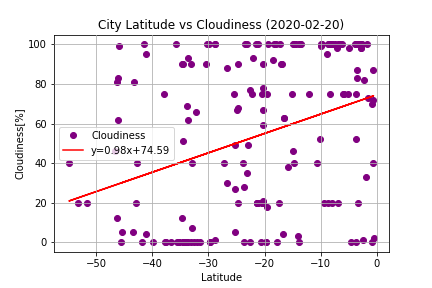 City Latitude vs Cloudiness (2020-02-20)
Cloudiness[%]
100
80
60
40
20
0
Cloudiness
y=0.98x+74.59
−50 −40 −30 −20 −10 0
Latitude